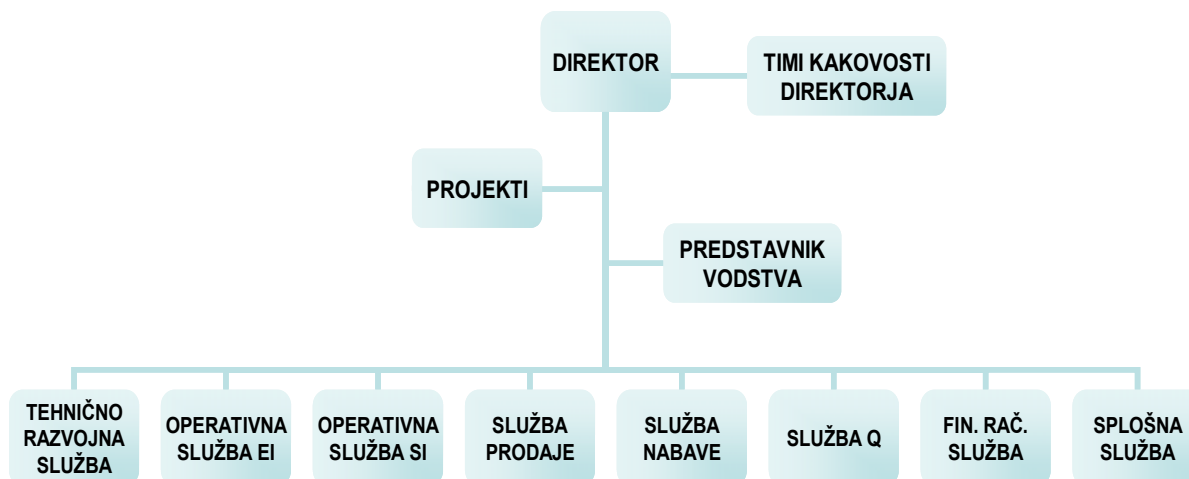 DIREKTOR
TIMI KAKOVOSTI
DIREKTORJA
PROJEKTI
PREDSTAVNIK
VODSTVA
TEHNIČNO
RAZVOJNA
SLUŽBA
OPERATIVNA
SLUŽBA EI
OPERATIVNA
SLUŽBA SI
SLUŽBA
PRODAJE
SLUŽBA
NABAVE
SLUŽBA Q
FIN. RAČ.
SLUŽBA
SPLOŠNA
SLUŽBA